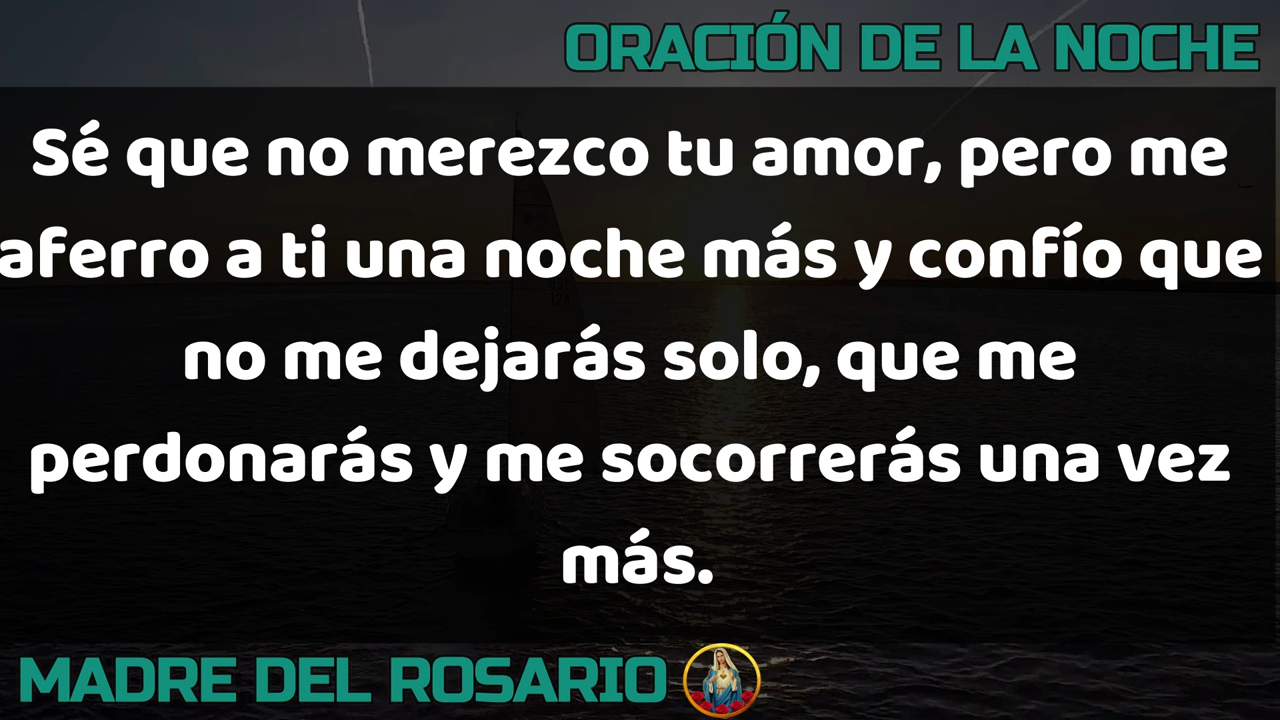 ORACIÓN DE LA NOCHE
Sé que no merezco tu amor, pero me
aferro a ti una noche más y confío que
no me dejarás solo, que me
perdonarás y me socorrerás una vez
más.
MADRE DEL ROSARIO